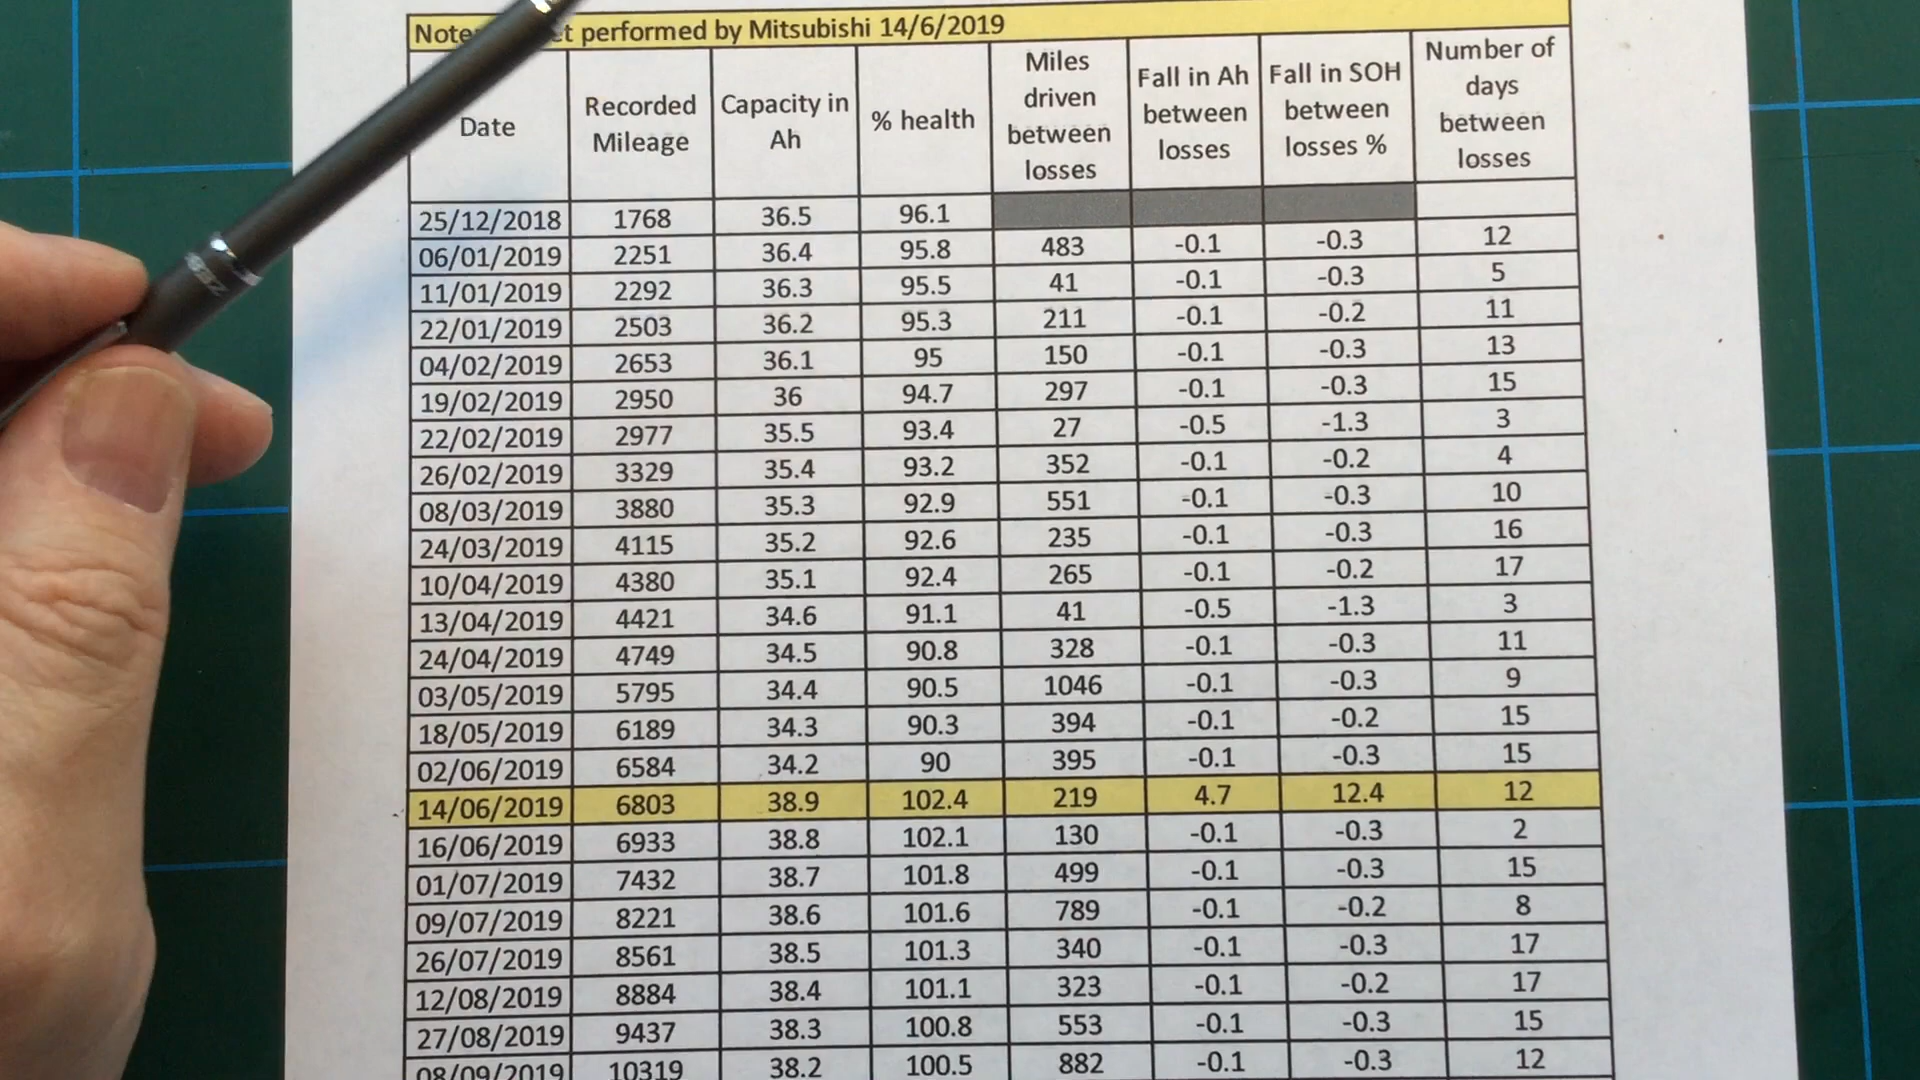 Note performed by Mitsubishi 14/6/2019
Date Recorded Mileage Capacity in Ah % health Miles driven between losses Fall in Ah between losses Fall in SOH between losses % Number of days between losses
25/12/2018 1768 36.5 96.1
06/01/2019 2251 36.4 95.8 483 -0.1 -0.3 12
11/01/2019 2292 36.3 95.5 41 -0.1 -0.3 5
22/01/2019 2503 36.2 95.3 211 -0.1 -0.2 11
04/02/2019 2653 36.1 95 150 -0.1 -0.3 13
19/02/2019 2950 36 94.7 297 -0.1 -0.3 15
22/02/2019 2977 35.5 93.4 27 -0.5 -1.3 3
26/02/2019 3329 35.4 93.2 352 -0.1 -0.2 4
08/03/2019 3880 35.3 92.9 551 -0.1 -0.3 10
24/03/2019 4115 35.2 92.6 235 -0.1 -0.3 16
10/04/2019 4380 35.1 92.4 265 -0.1 -0.2 17
13/04/2019 4421 34.6 91.1 41 -0.5 -1.3 3
24/04/2019 4749 34.5 90.8 328 -0.1 -0.3 11
03/05/2019 5795 34.4 90.5 1046 -0.1 -0.3 9
18/05/2019 6189 34.3 90.3 394 -0.1 -0.2 15
02/06/2019 6584 34.2 90 395 -0.1 -0.3 15
14/06/2019 6803 38.9 102.4 219 4.7 12.4 12
16/06/2019 6933 38.8 102.1 130 -0.1 -0.3 2
01/07/2019 7432 38.7 101.8 499 -0.1 -0.3 15
09/07/2019 8221 38.6 101.6 789 -0.1 -0.2 8
26/07/2019 8561 38.5 101.3 340 -0.1 -0.3 17
12/08/2019 8884 38.4 101.1 323 -0.1 -0.2 17
27/08/2019 9437 38.3 100.8 553 -0.1 -0.3 15
08/09/2019 10319 38.2 100.5 882 -0.1 -0.3 12